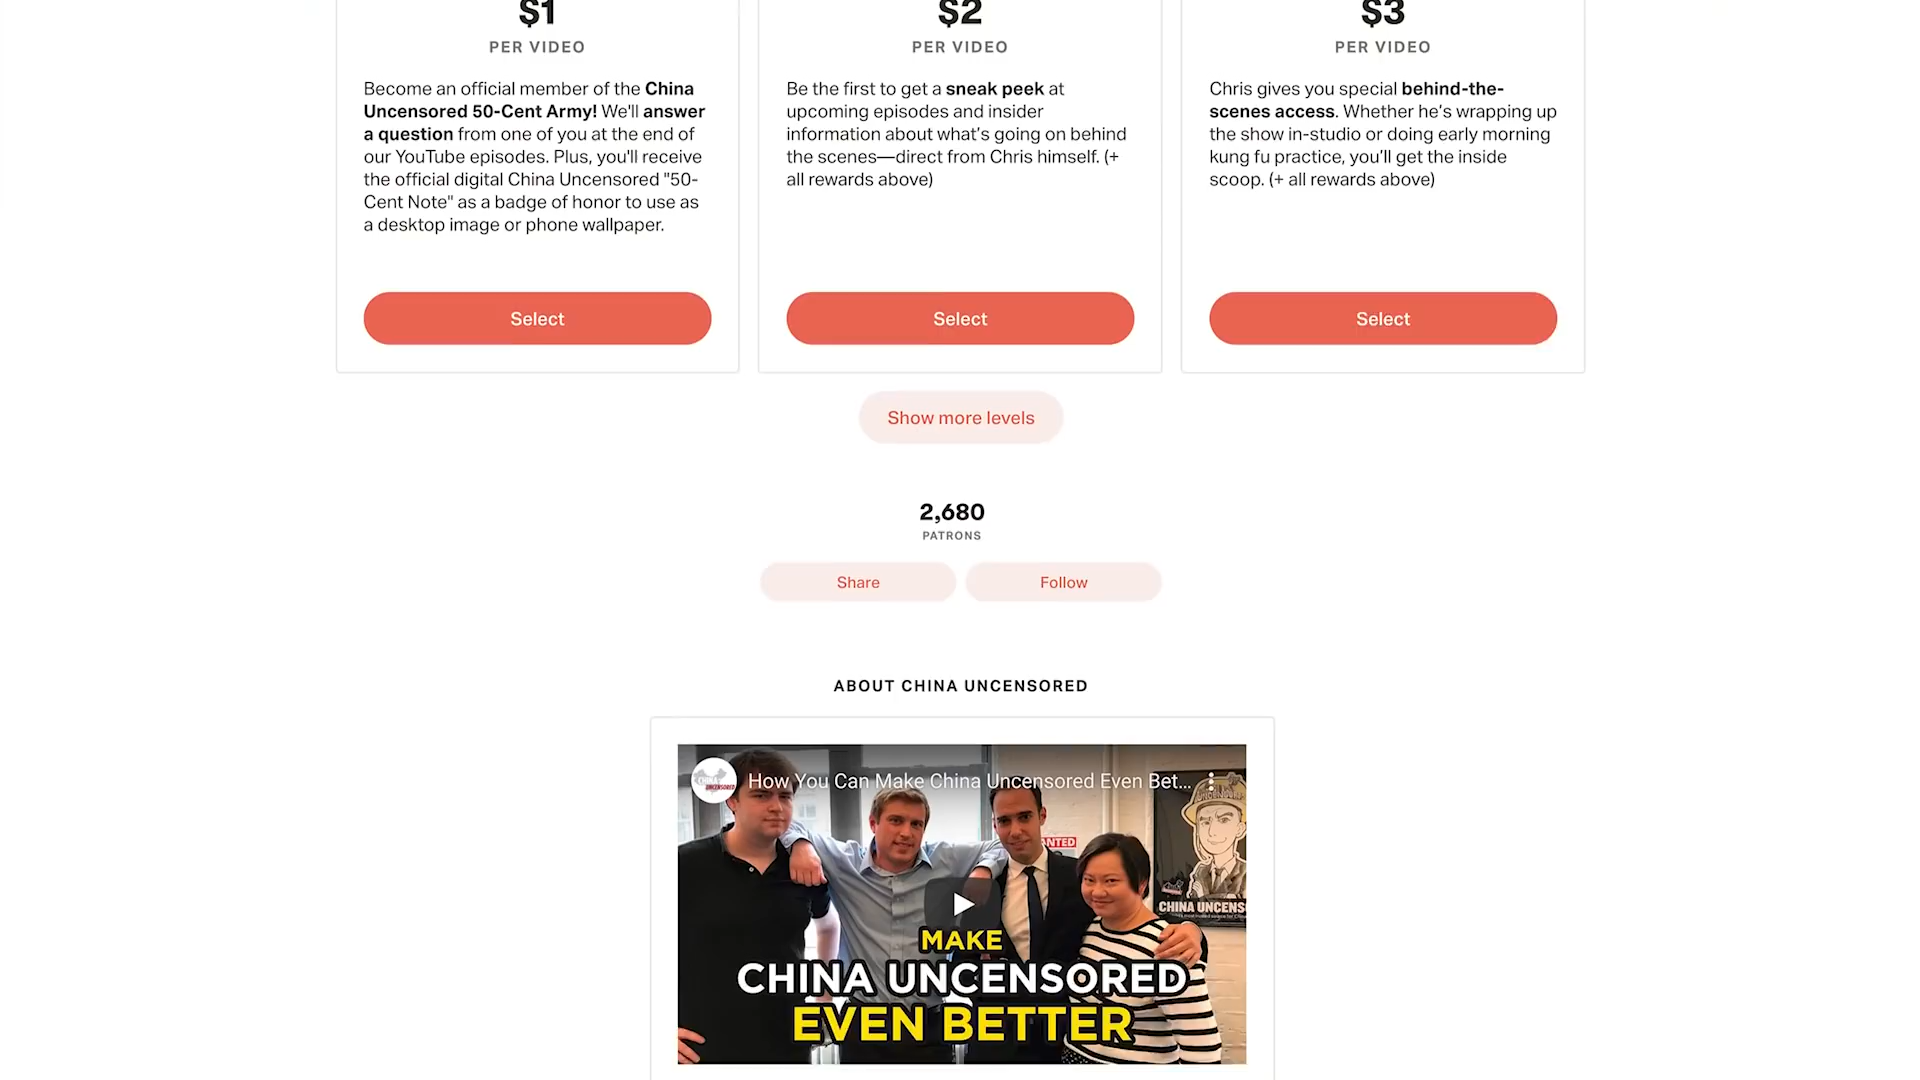 $1
PER VIDEO
Become an official member of the China
Uncensored 50-Cent Army! We'll answer
a question from one of you at the end of
our YouTube episodes. Plus, you'll receive
the official digital China Uncensored "50-
Cent Note" as a badge of honor to use as
a desktop image or phone wallpaper.
Select
$2
PER VIDEO
Be the first to get a sneak peek at
upcoming episodes and insider
information about what’s going on behind
the scenes—direct from Chris himself. (+
all rewards above)
Select
$3
PER VIDEO
Chris gives you special behind-the-
scenes access. Whether he’s wrapping up
the show in-studio or doing early morning
kung fu practice, you’ll get the inside
scoop. (+ all rewards above)
Select
Show more levels
2,680
PATRONS
Share
Follow
ABOUT CHINA UNCENSORED
CHINA
UNCENSORED
How You Can Make China Uncensored Even Bet...
ANTED
CHINA UNCENS
MAKE
CHINA UNCENSORED
EVEN BETTER